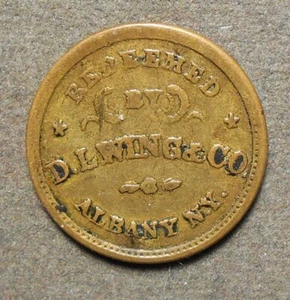 REDEEMED
BY
D. L. WING & CO
ALBANY N.Y.